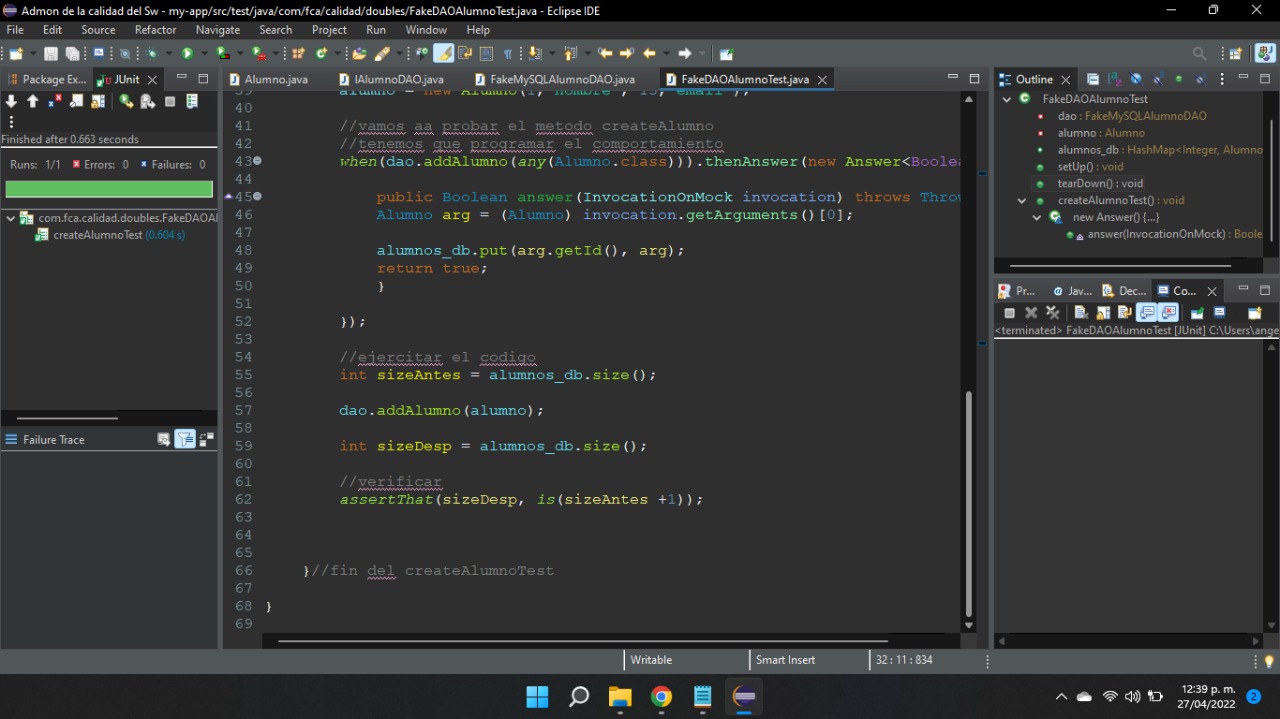 Admon de la calidad del Sw - my-app/src/test/java/com/fca/calidad/doubles/FakeDAOAlumnoTest.java - Eclipse IDE
File Edit Source Refactor Navigate Search Project Run Window Help
Package Ex... JUnit
Alumno.java IAlumnoDAO.java FakeMySQLAlumnoDAO.java FakeDAOAlumnoTest.java
Outline
Finished after 0.663 seconds
Runs: 1/1 Errors: 0 Failures: 0
com.fca.calidad.doubles.FakeDAOAl
createAlumnoTest (0.604 s)
Failure Trace
40
41 //vamos aa probar el metodo createAlumno
42 //tenemos que programar el comportamiento
43 when(dao.addAlumno(any(Alumno.class))).thenAnswer(new Answer<Boolea
44
45 public Boolean answer(InvocationOnMock invocation) throws Throw
46 Alumno arg = (Alumno) invocation.getArguments()[0];
47
48 alumnos_db.put(arg.getId(), arg);
49 return true;
50 }
51
52 });
53
54 //ejercitar el codigo
55 int sizeAntes = alumnos_db.size();
56
57 dao.addAlumno(alumno);
58
59 int sizeDesp = alumnos_db.size();
60
61 //verificar
62 assertThat(sizeDesp, is(sizeAntes +1));
63
64
65
66 }//fin del createAlumnoTest
67
68 }
69
FakeDAOAlumnoTest
dao : FakeMySQLAlumnoDAO
alumno : Alumno
alumnos_db : HashMap<Integer, Alumno
setUp() : void
tearDown() : void
createAlumnoTest() : void
new Answer() {...}
answer(InvocationOnMock) : Boole
Pr... Jav... Dec... Co...
<terminated> FakeDAOAlumnoTest [JUnit] C:\Users\ange
Writable Smart Insert 32 : 11 : 834
12:39 p. m.
27/04/2022
2